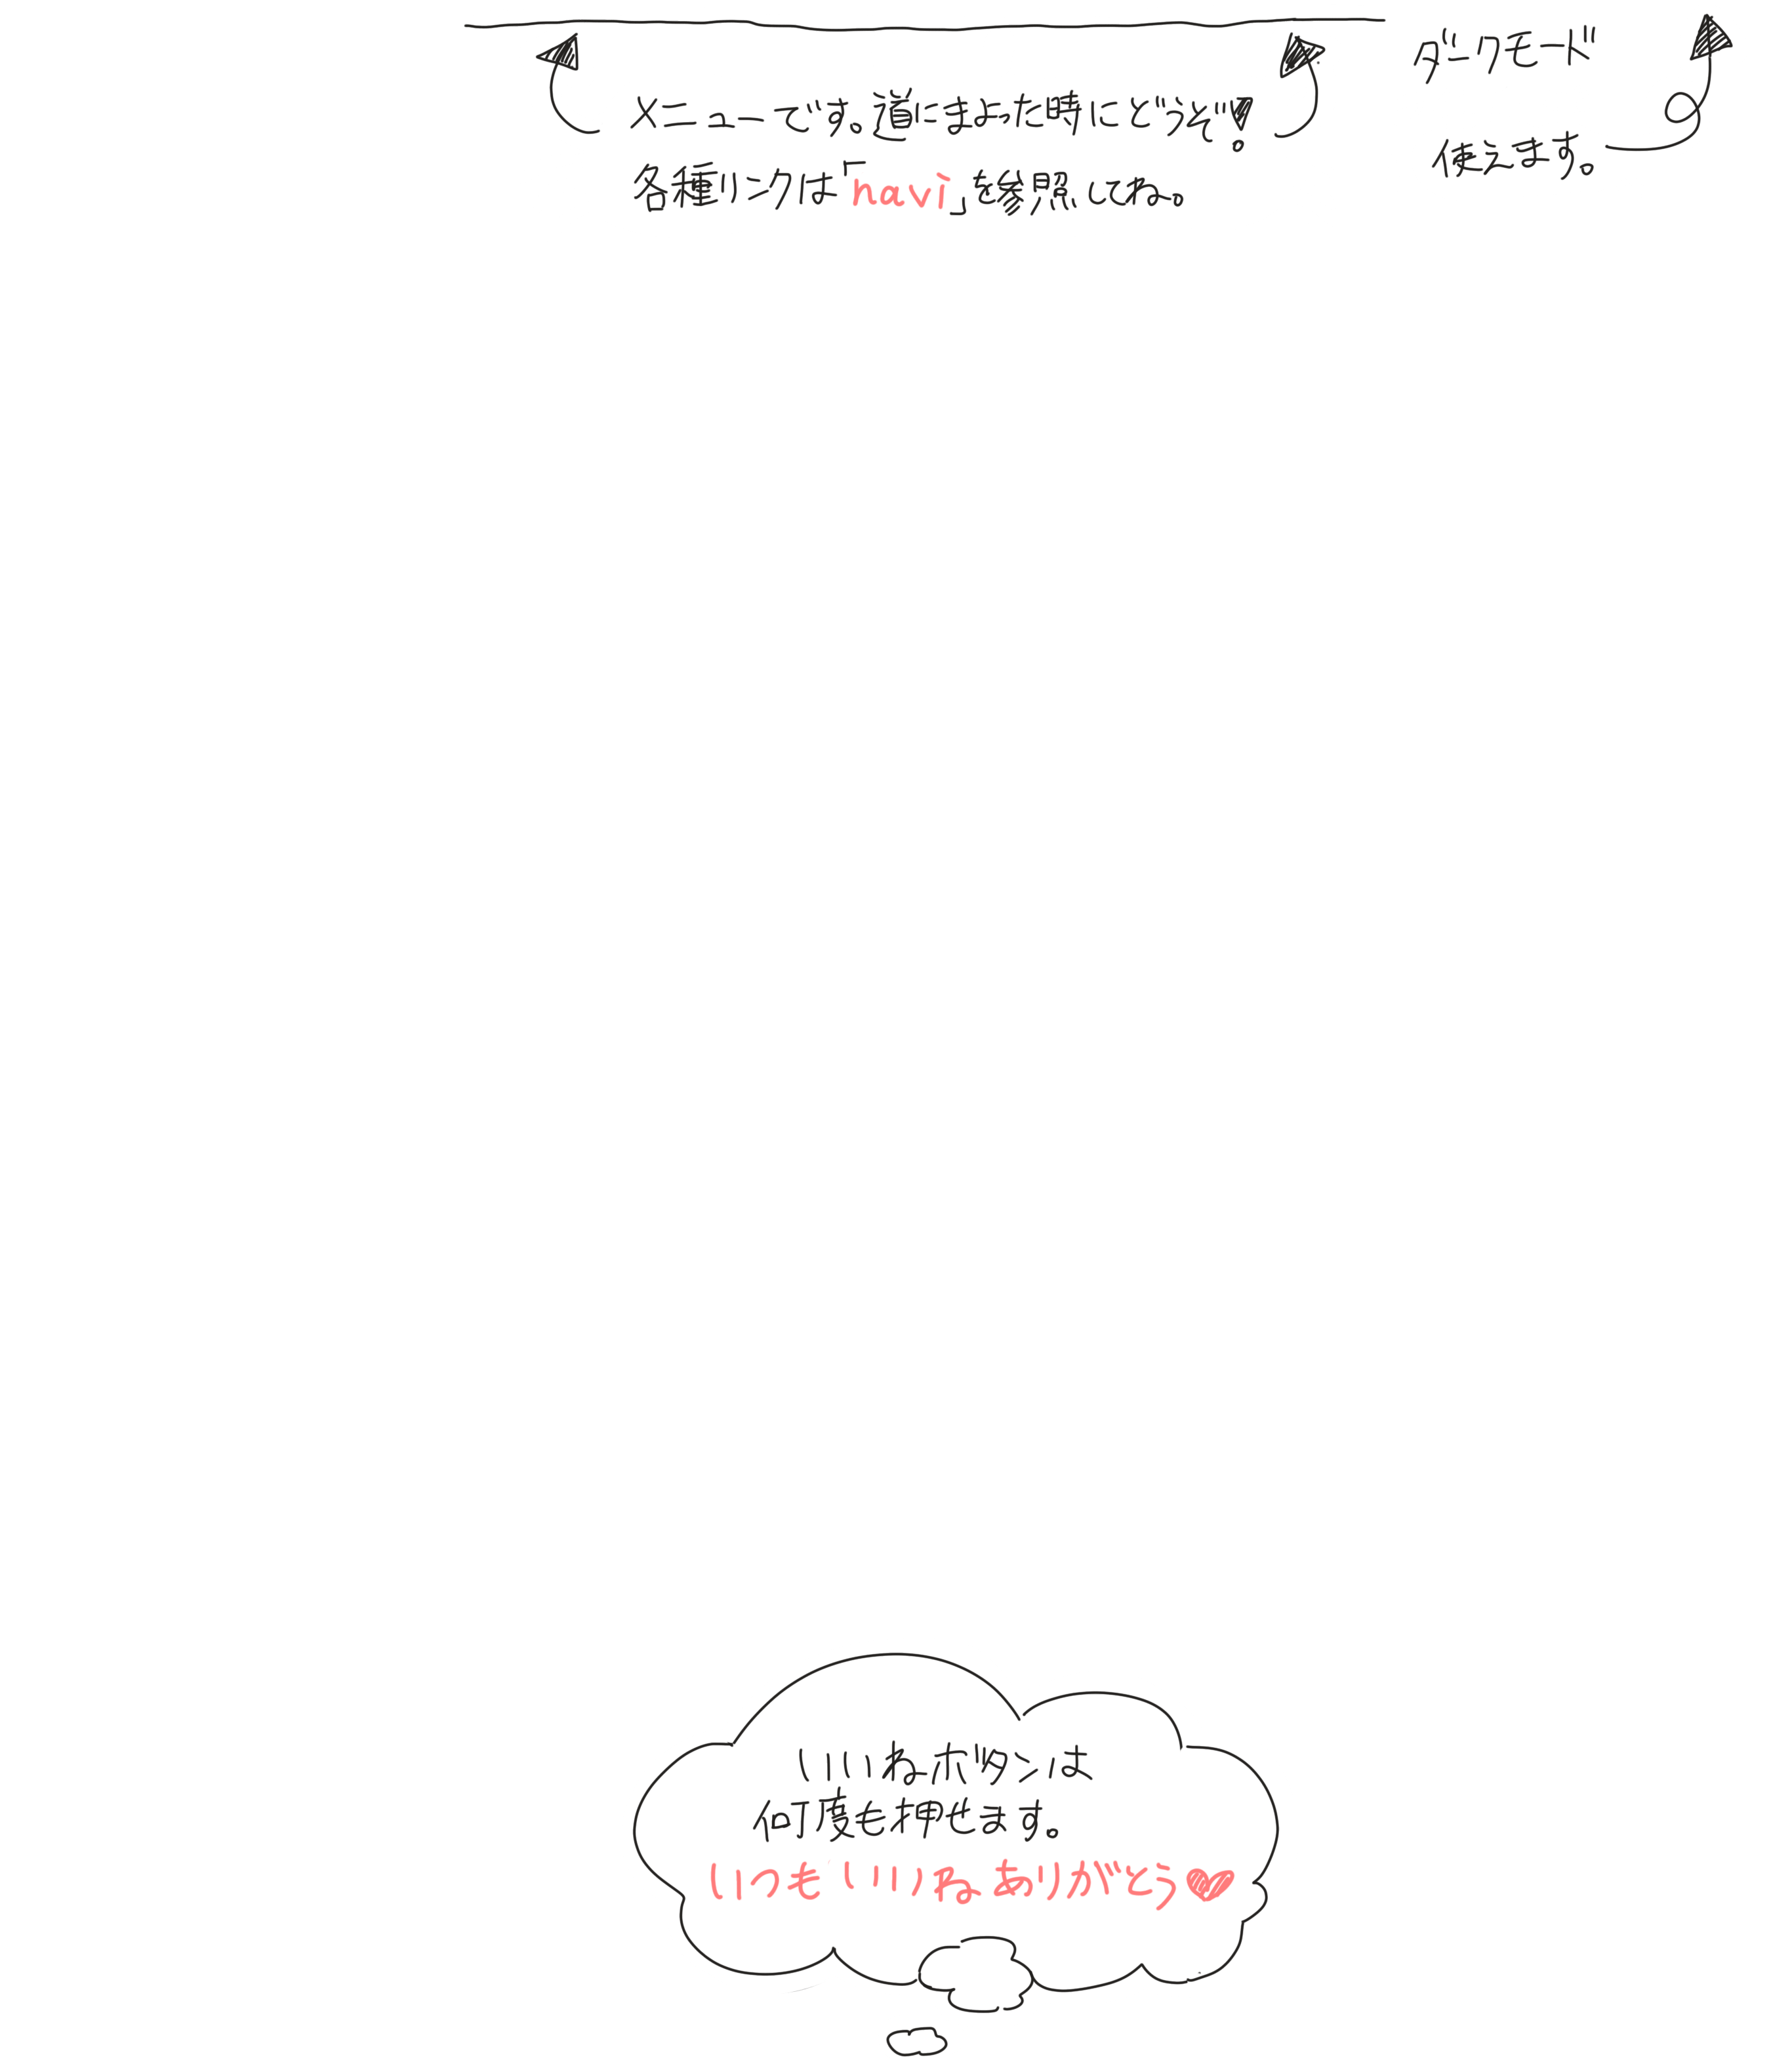 メニューです。道にまよった時にどうぞ!
各種リンクは「navi」を参照してね。
ダークモード
使えます。
いいねボタンは
何度も押せます。
いつもいいねありがとう♡